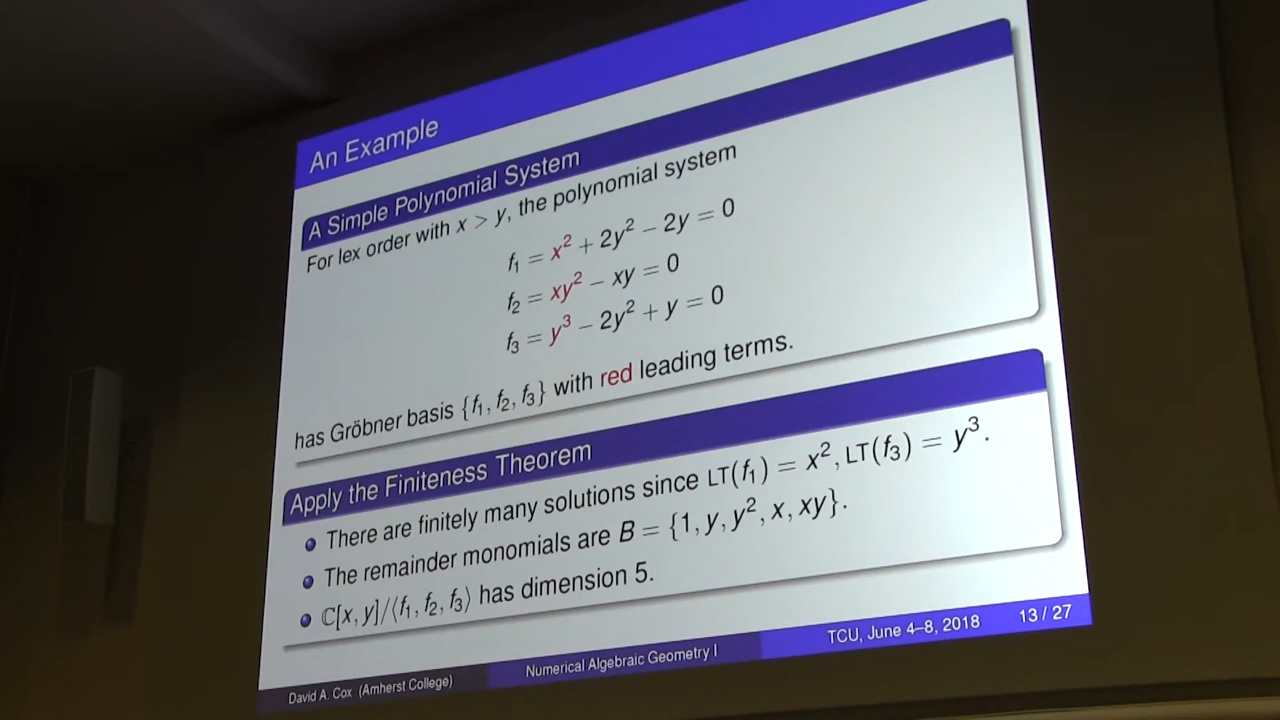 An Example
A Simple Polynomial System
For lex order with x > y, the polynomial system
f₁ = x² + 2y² − 2y = 0
f₂ = xy² − xy = 0
f₃ = y³ − 2y² + y = 0
has Gröbner basis {f₁, f₂, f₃} with red leading terms.
Apply the Finiteness Theorem
There are finitely many solutions since LT(f₁) = x², LT(f₃) = y³.
The remainder monomials are B = {1, y, y², x, xy}.
ℂ[x, y]/⟨f₁, f₂, f₃⟩ has dimension 5.
David A. Cox (Amherst College) Numerical Algebraic Geometry I TCU, June 4–8, 2018 13 / 27